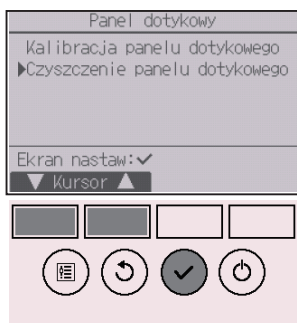 Panel dotykowy
Kalibracja panelu dotykowego
▶Czyszczenie panelu dotykowego
Ekran nastaw:✓
▼ Kursor ▲